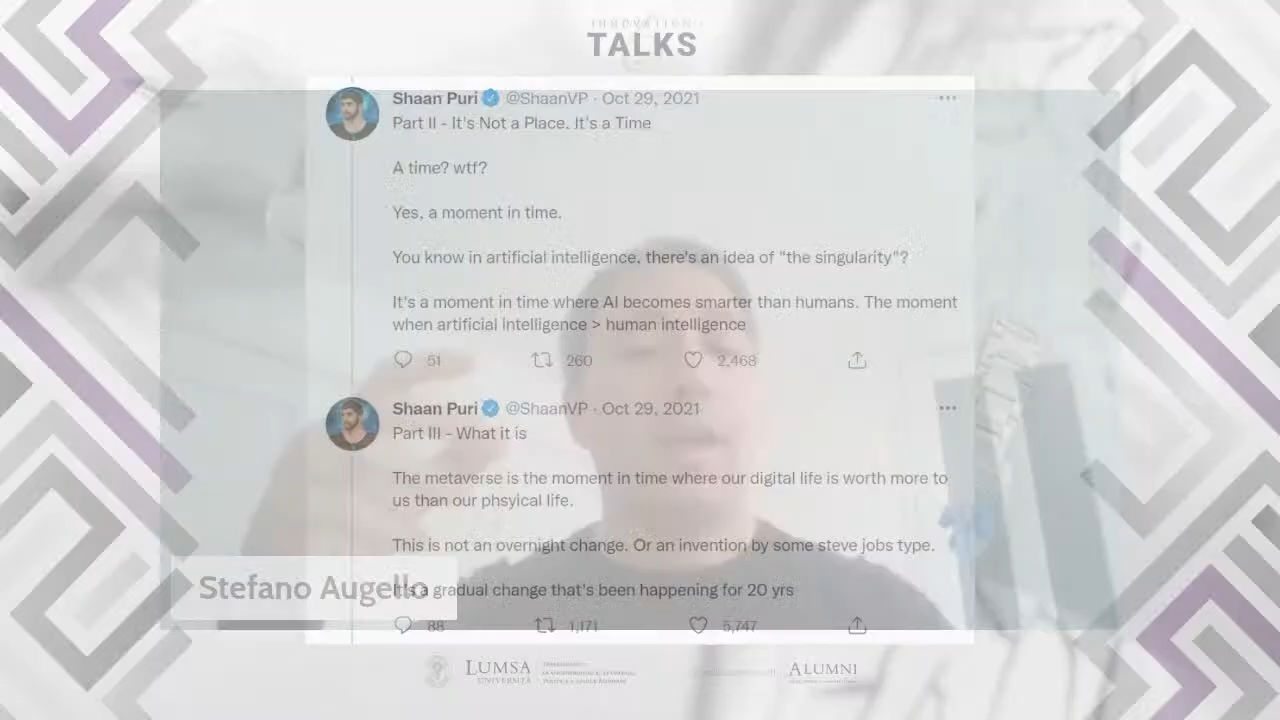 INNOVATION
TALKS
Shaan Puri @ShaanVP · Oct 29, 2021
Part II - It's Not a Place. It's a Time
A time? wtf?
Yes, a moment in time.
You know in artificial intelligence, there's an idea of "the singularity"?
It's a moment in time where AI becomes smarter than humans. The moment
when artificial intelligence > human intelligence
51 260 2,468
Shaan Puri @ShaanVP · Oct 29, 2021
Part III - What it is
The metaverse is the moment in time where our digital life is worth more to
us than our phsyical life.
This is not an overnight change. Or an invention by some steve jobs type.
It's a gradual change that's been happening for 20 yrs
Stefano Augello
88 1,171 5,747
LUMSA
UNIVERSITÀ
ALUMNI